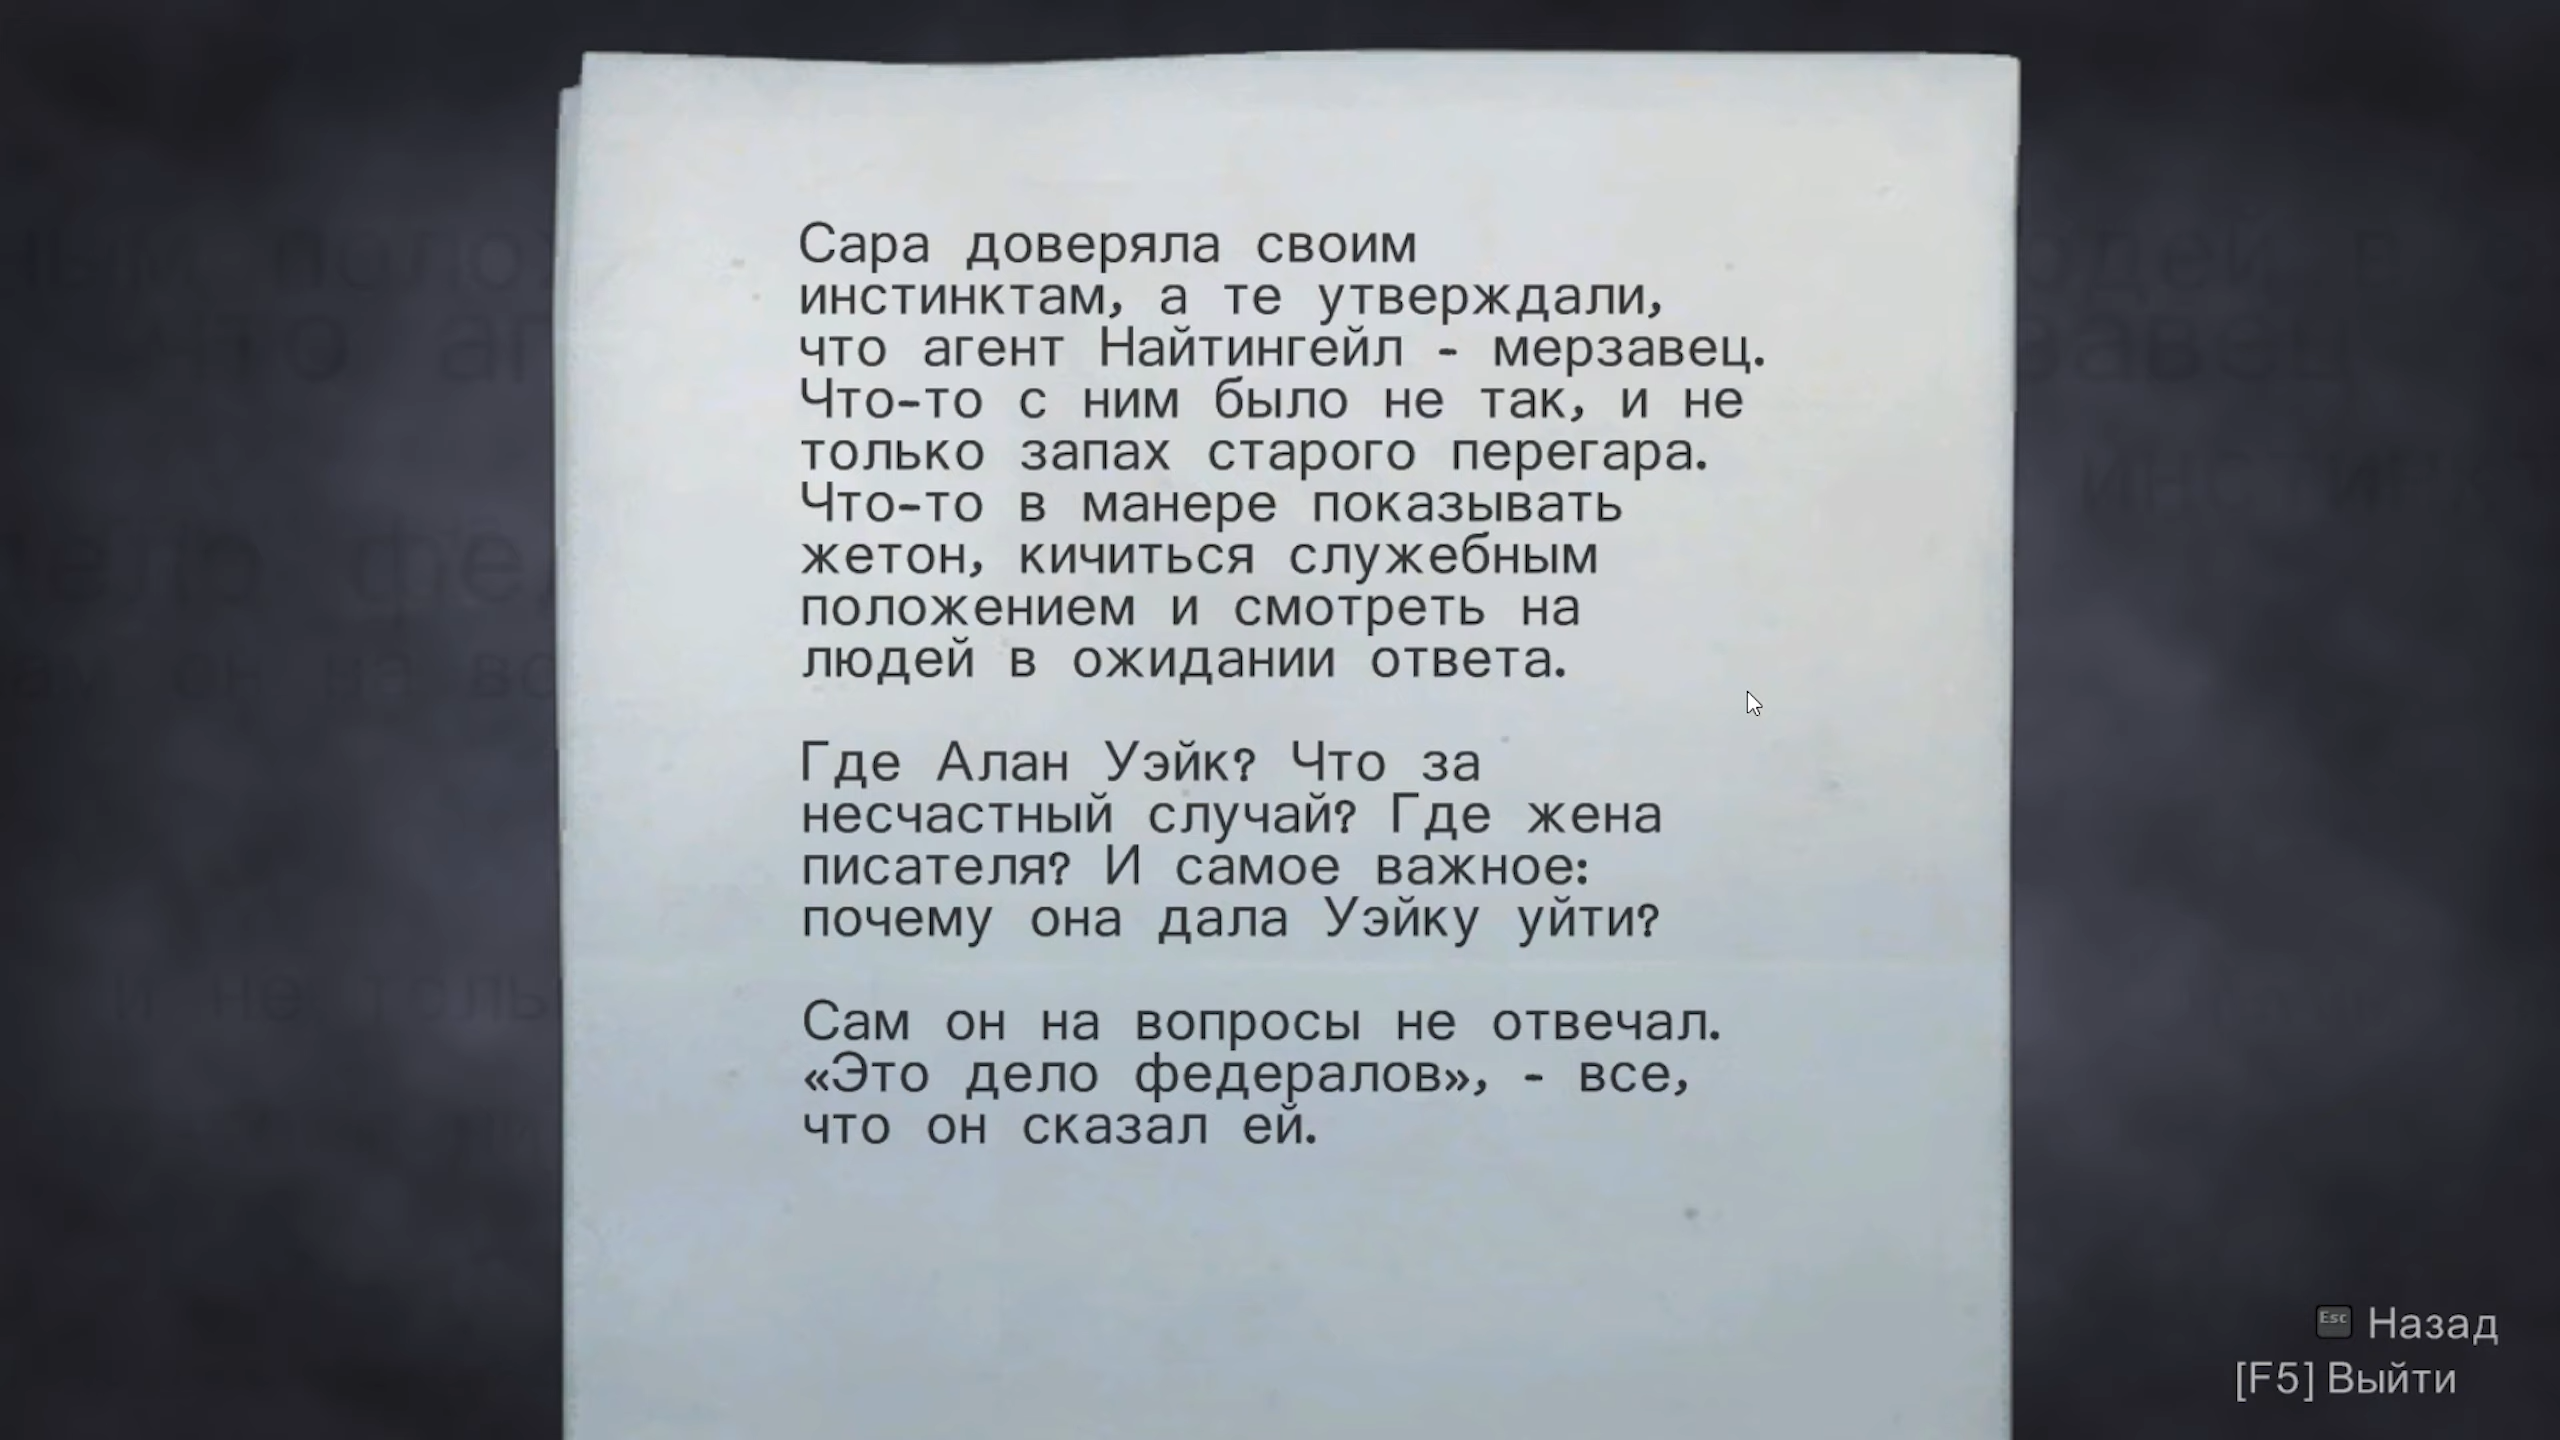 Сара доверяла своим
инстинктам, а те утверждали,
что агент Найтингейл - мерзавец.
Что-то с ним было не так, и не
только запах старого перегара.
Что-то в манере показывать
жетон, кичиться служебным
положением и смотреть на
людей в ожидании ответа.
Где Алан Уэйк? Что за
несчастный случай? Где жена
писателя? И самое важное:
почему она дала Уэйку уйти?
Сам он на вопросы не отвечал.
«Это дело федералов», - все,
что он сказал ей.
Esc Назад
[F5] Выйти